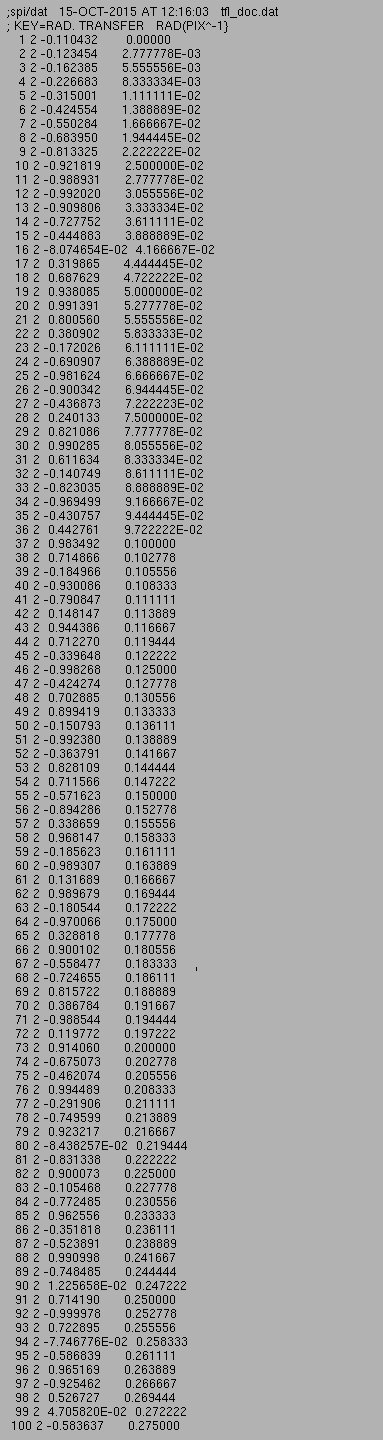 ;spi/dat 15-OCT-2015 AT 12:16:03 tfl_doc.dat
; KEY=RAD. TRANSFER RAD(PIX^-1}
1 2 -0.110432 0.00000
2 2 -0.123454 2.777778E-03
3 2 -0.162385 5.555556E-03
4 2 -0.226683 8.333334E-03
5 2 -0.315001 1.111111E-02
6 2 -0.424554 1.388889E-02
7 2 -0.550284 1.666667E-02
8 2 -0.683950 1.944445E-02
9 2 -0.813325 2.222222E-02
10 2 -0.921819 2.500000E-02
11 2 -0.988931 2.777778E-02
12 2 -0.992020 3.055556E-02
13 2 -0.909806 3.333334E-02
14 2 -0.727752 3.611111E-02
15 2 -0.444883 3.888889E-02
16 2 -8.074654E-02 4.166667E-02
17 2 0.319865 4.444445E-02
18 2 0.687629 4.722222E-02
19 2 0.938085 5.000000E-02
20 2 0.991391 5.277778E-02
21 2 0.800560 5.555556E-02
22 2 0.380902 5.833333E-02
23 2 -0.172026 6.111111E-02
24 2 -0.690907 6.388889E-02
25 2 -0.981624 6.666667E-02
26 2 -0.900342 6.944445E-02
27 2 -0.436873 7.222223E-02
28 2 0.240133 7.500000E-02
29 2 0.821086 7.777778E-02
30 2 0.990285 8.055556E-02
31 2 0.611634 8.333334E-02
32 2 -0.140749 8.611111E-02
33 2 -0.823035 8.888889E-02
34 2 -0.969499 9.166667E-02
35 2 -0.430757 9.444445E-02
36 2 0.442761 9.722222E-02
37 2 0.983492 0.100000
38 2 0.714866 0.102778
39 2 -0.184966 0.105556
40 2 -0.930086 0.108333
41 2 -0.790847 0.111111
42 2 0.148147 0.113889
43 2 0.944386 0.116667
44 2 0.712270 0.119444
45 2 -0.339648 0.122222
46 2 -0.998268 0.125000
47 2 -0.424274 0.127778
48 2 0.702885 0.130556
49 2 0.899419 0.133333
50 2 -0.150793 0.136111
51 2 -0.992380 0.138889
52 2 -0.363791 0.141667
53 2 0.828109 0.144444
54 2 0.711566 0.147222
55 2 -0.571623 0.150000
56 2 -0.894286 0.152778
57 2 0.338659 0.155556
58 2 0.968147 0.158333
59 2 -0.185623 0.161111
60 2 -0.989307 0.163889
61 2 0.131689 0.166667
62 2 0.989679 0.169444
63 2 -0.180544 0.172222
64 2 -0.970066 0.175000
65 2 0.328818 0.177778
66 2 0.900102 0.180556
67 2 -0.558477 0.183333
68 2 -0.724655 0.186111
69 2 0.815722 0.188889
70 2 0.386784 0.191667
71 2 -0.988544 0.194444
72 2 0.119772 0.197222
73 2 0.914060 0.200000
74 2 -0.675073 0.202778
75 2 -0.462074 0.205556
76 2 0.994489 0.208333
77 2 -0.291906 0.211111
78 2 -0.749599 0.213889
79 2 0.923217 0.216667
80 2 -8.438257E-02 0.219444
81 2 -0.831338 0.222222
82 2 0.900073 0.225000
83 2 -0.105468 0.227778
84 2 -0.772485 0.230556
85 2 0.962556 0.233333
86 2 -0.351818 0.236111
87 2 -0.523891 0.238889
88 2 0.990998 0.241667
89 2 -0.748485 0.244444
90 2 1.225658E-02 0.247222
91 2 0.714190 0.250000
92 2 -0.999978 0.252778
93 2 0.722895 0.255556
94 2 -7.746776E-02 0.258333
95 2 -0.586839 0.261111
96 2 0.965169 0.263889
97 2 -0.925462 0.266667
98 2 0.526727 0.269444
99 2 4.705820E-02 0.272222
100 2 -0.583637 0.275000